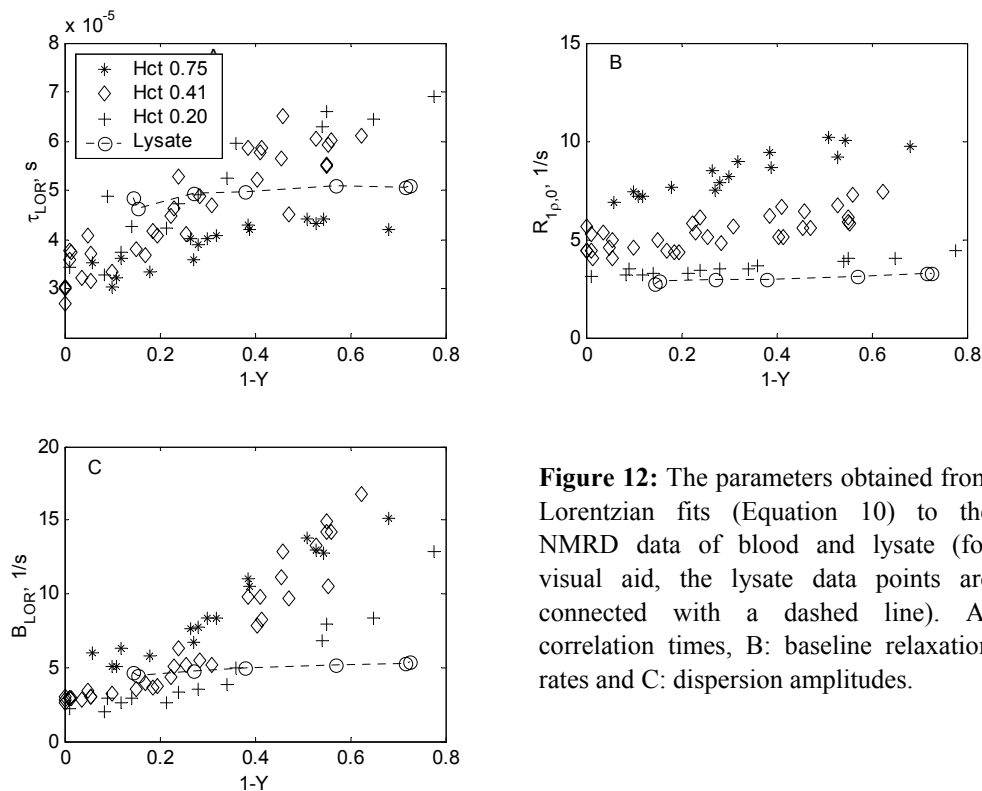 x 10-5
8
7
6
5
4
3
τLOR, s
A
Hct 0.75
Hct 0.41
Hct 0.20
Lysate
0 0.2 0.4 0.6 0.8
1-Y
15
10
5
0
R1ρ,0, 1/s
B
0 0.2 0.4 0.6 0.8
1-Y
20
15
10
5
0
BLOR, 1/s
C
0 0.2 0.4 0.6 0.8
1-Y
Figure 12: The parameters obtained from
Lorentzian fits (Equation 10) to the
NMRD data of blood and lysate (for
visual aid, the lysate data points are
connected with a dashed line). A:
correlation times, B: baseline relaxation
rates and C: dispersion amplitudes.